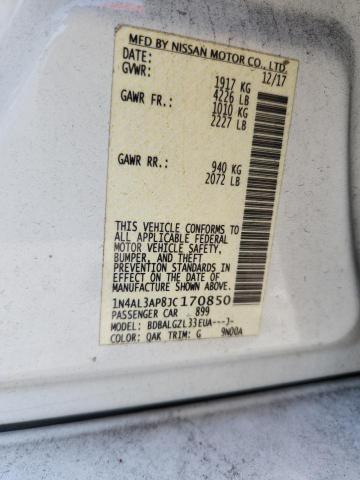 MFD BY NISSAN MOTOR CO., LTD.
DATE: 12/17
GVWR: 1917 KG
4226 LB
GAWR FR.: 1010 KG
2227 LB
GAWR RR.: 940 KG
2072 LB
THIS VEHICLE CONFORMS TO
ALL APPLICABLE FEDERAL
MOTOR VEHICLE SAFETY,
BUMPER, AND THEFT
PREVENTION STANDARDS
IN EFFECT ON THE DATE OF
MANUFACTURE SHOWN ABOVE.
1N4AL3AP8JC170850
PASSENGER CAR 899
MODEL: BDBALGZL33EUA---J-
COLOR: QAK TRIM: G 9N00A